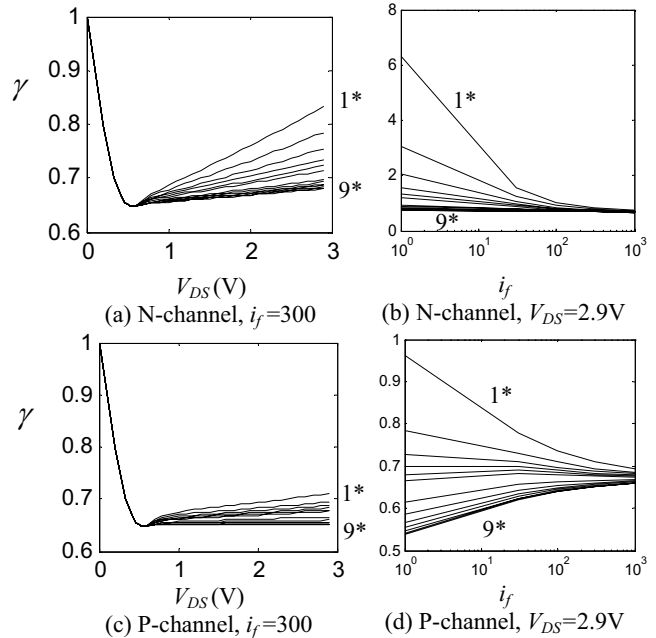 1
0.9
0.8
0.7
0.6
γ
0 1 2 3
V_DS(V)
1*
9*
(a) N-channel, i_f=300
8
6
4
2
0
10^0 10^1 10^2 10^3
i_f
1*
9*
(b) N-channel, V_DS=2.9V
1
0.9
0.8
0.7
0.6
γ
0 1 2 3
V_DS(V)
1*
9*
(c) P-channel, i_f=300
1
0.9
0.8
0.7
0.6
0.5
10^0 10^1 10^2 10^3
i_f
1*
9*
(d) P-channel, V_DS=2.9V